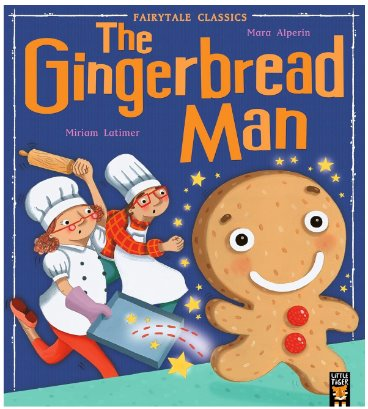 FAIRYTALE CLASSICS
Mara Alperin
The
Gingerbread
Miriam Latimer
Man
LITTLE TIGER